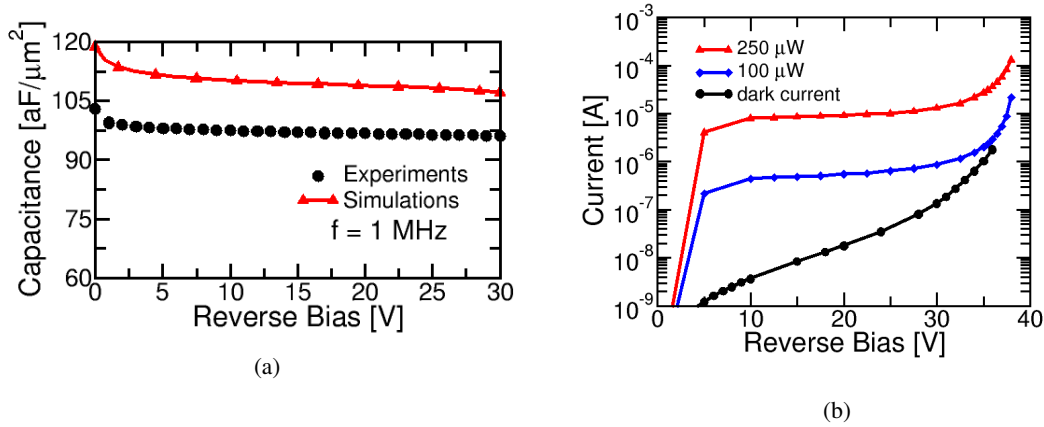 120
105
90
75
60
Capacitance [aF/μm²]
Experiments
Simulations
f = 1 MHz
0 5 10 15 20 25 30
Reverse Bias [V]
(a)
10⁻³
10⁻⁴
10⁻⁵
10⁻⁶
10⁻⁷
10⁻⁸
10⁻⁹
Current [A]
250 μW
100 μW
dark current
0 10 20 30 40
Reverse Bias [V]
(b)